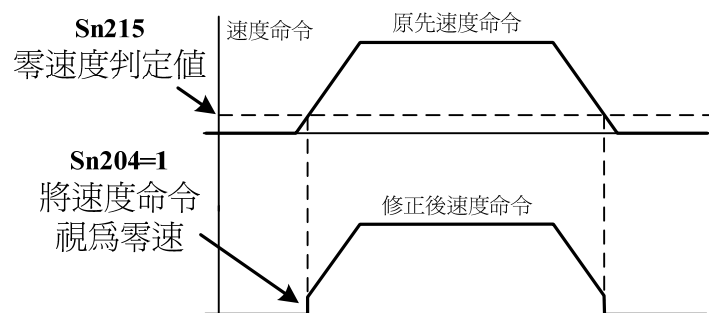 Sn215
零速度判定值
速度命令
原先速度命令
Sn204=1
將速度命令
視爲零速
修正後速度命令